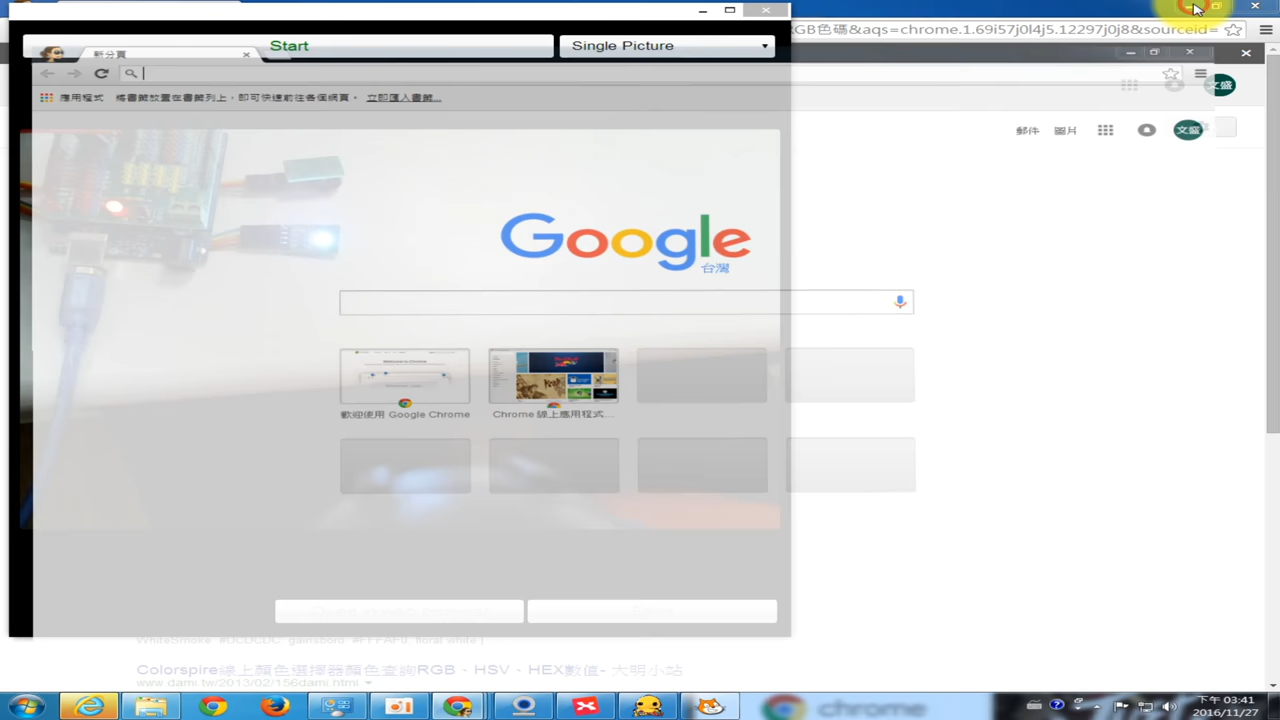 Start
Single Picture
RGB色碼&aqs=chrome.1.69i57j0l4j5.12297j0j8&sourceid=
新分頁
應用程式 將書籤放置在書籤列上，即可快速前往各個網頁。 立即匯入書籤...
文盛
郵件 圖片 文盛
Google
台灣
歡迎使用 Google Chrome
Chrome 線上應用程式...
WhiteSmoke #DCDCDC gainsboro #FFFAF0 floral white
Colorspire線上顏色選擇器顏色查詢RGB、HSV、HEX數值- 大明小站
www.dami.tw/2013/02/156dami.html
chrome
下午 03:41
2016/11/27